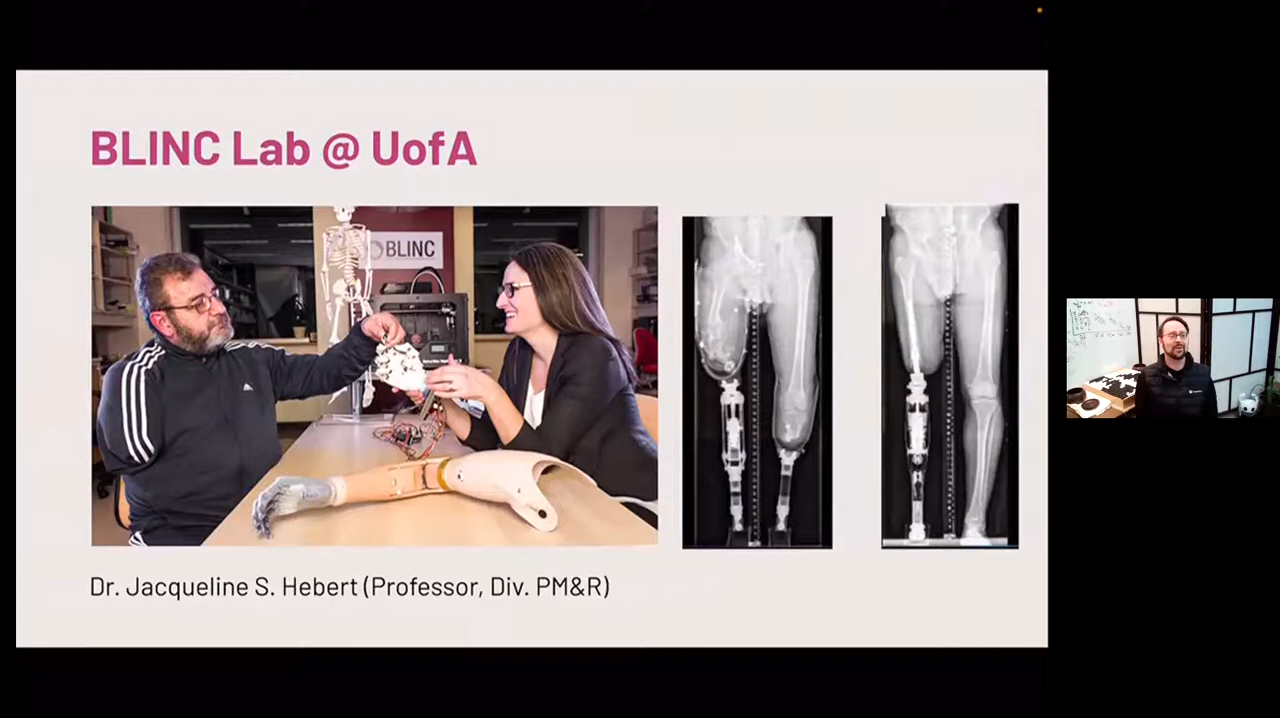 BLINC Lab @ UofA
BLINC
Dr. Jacqueline S. Hebert (Professor, Div. PM&R)